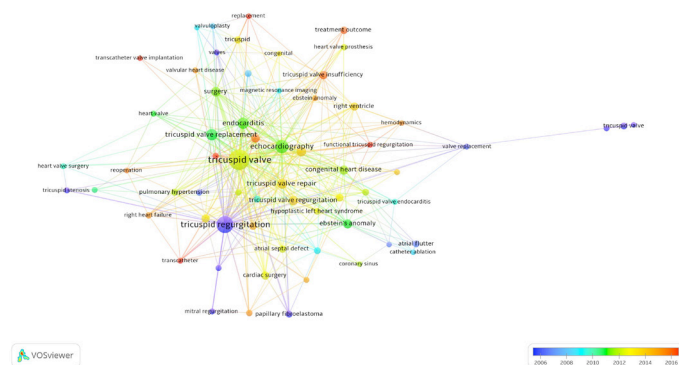 replacement
valvuloplasty
treatment outcome
tricuspid
heart valve prosthesis
valves
congenital
transcatheter valve implantation
valvular heart disease
tricuspid valve insufficiency
surgery
magnetic resonance imaging
ebstein anomaly
right ventricle
heart valve
endocarditis
hemodynamics
tricuspid valve
tricuspid valve replacement
echocardiography
functional tricuspid regurgitation
valve replacement
tricuspid valve
heart valve surgery
reoperation
congenital heart disease
tricuspid stenosis
pulmonary hypertension
tricuspid valve repair
tricuspid valve regurgitation
tricuspid valve endocarditis
right heart failure
hypoplastic left heart syndrome
tricuspid regurgitation
ebstein's anomaly
atrial septal defect
atrial flutter
catheter ablation
transcatheter
coronary sinus
cardiac surgery
mitral regurgitation
papillary fibroelastoma
VOSviewer
2006 2008 2010 2012 2014 2016